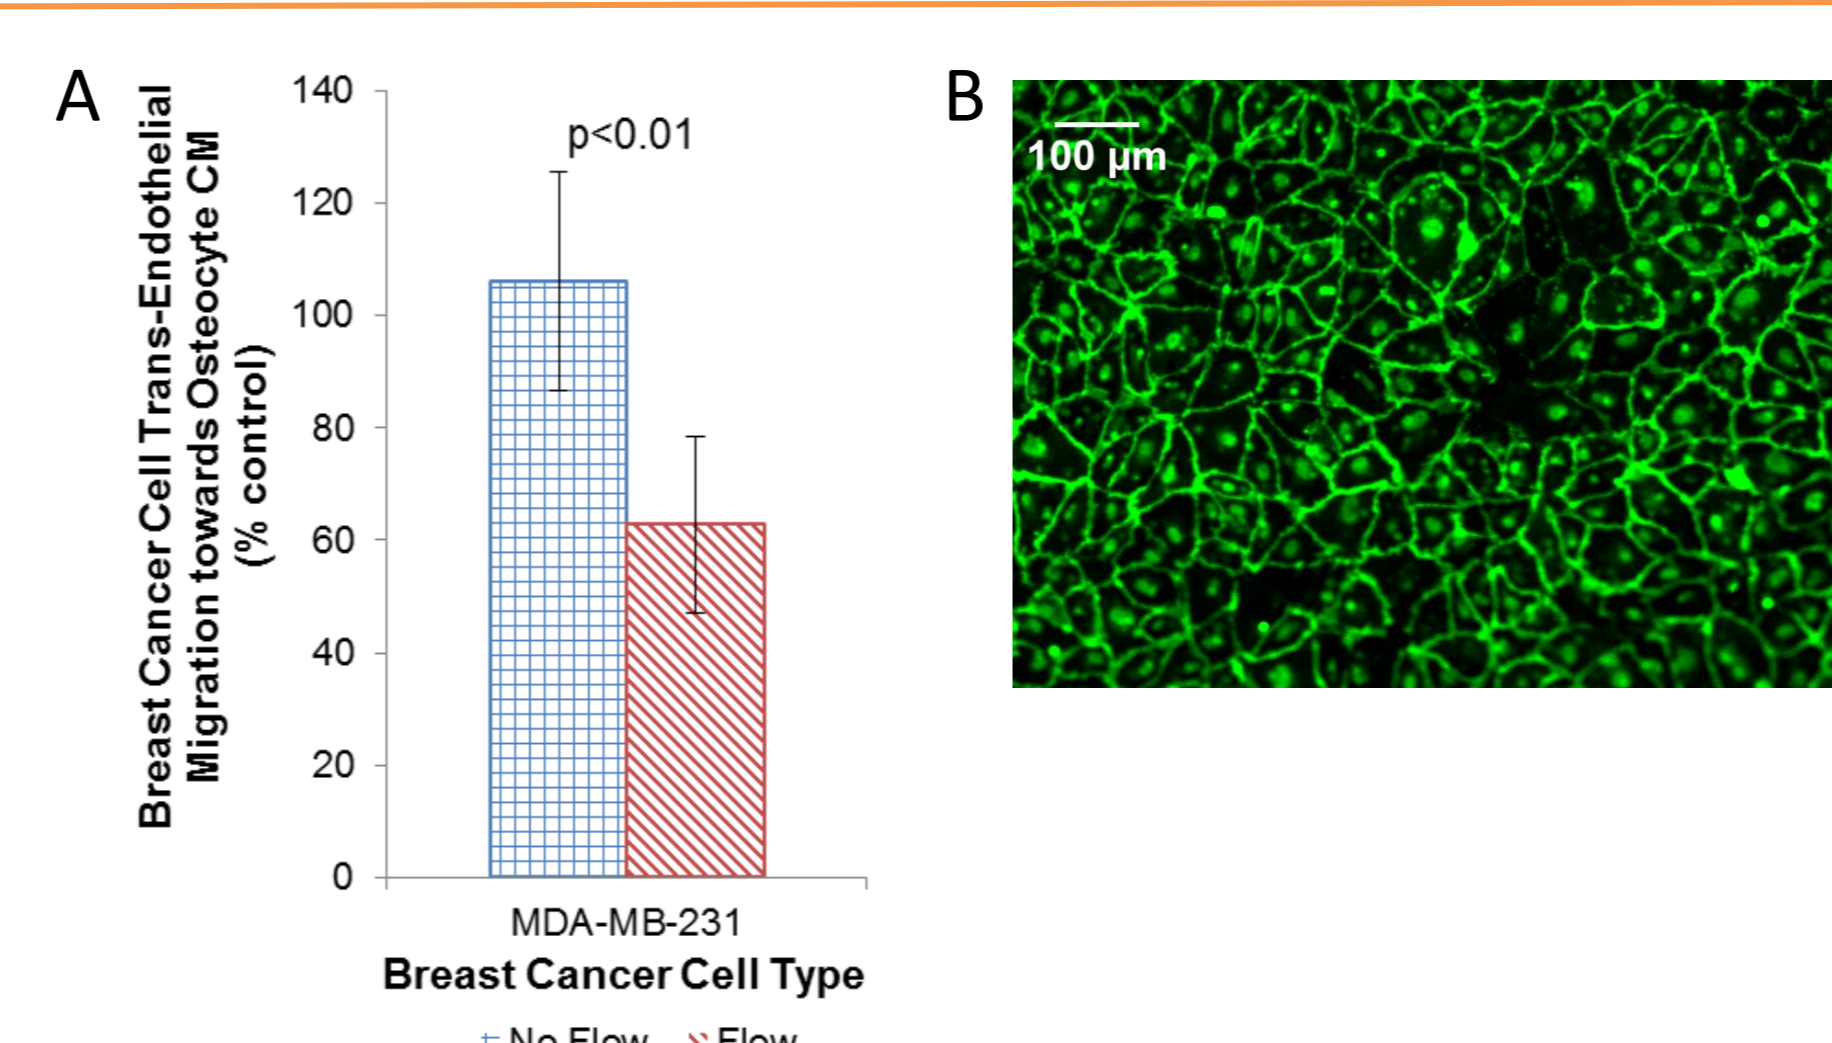 A
Breast Cancer Cell Trans-Endothelial
Migration towards Osteocyte CM
(% control)
140
120
100
80
60
40
20
0
p<0.01
MDA-MB-231
Breast Cancer Cell Type
No Flow
Flow
B
100 µm